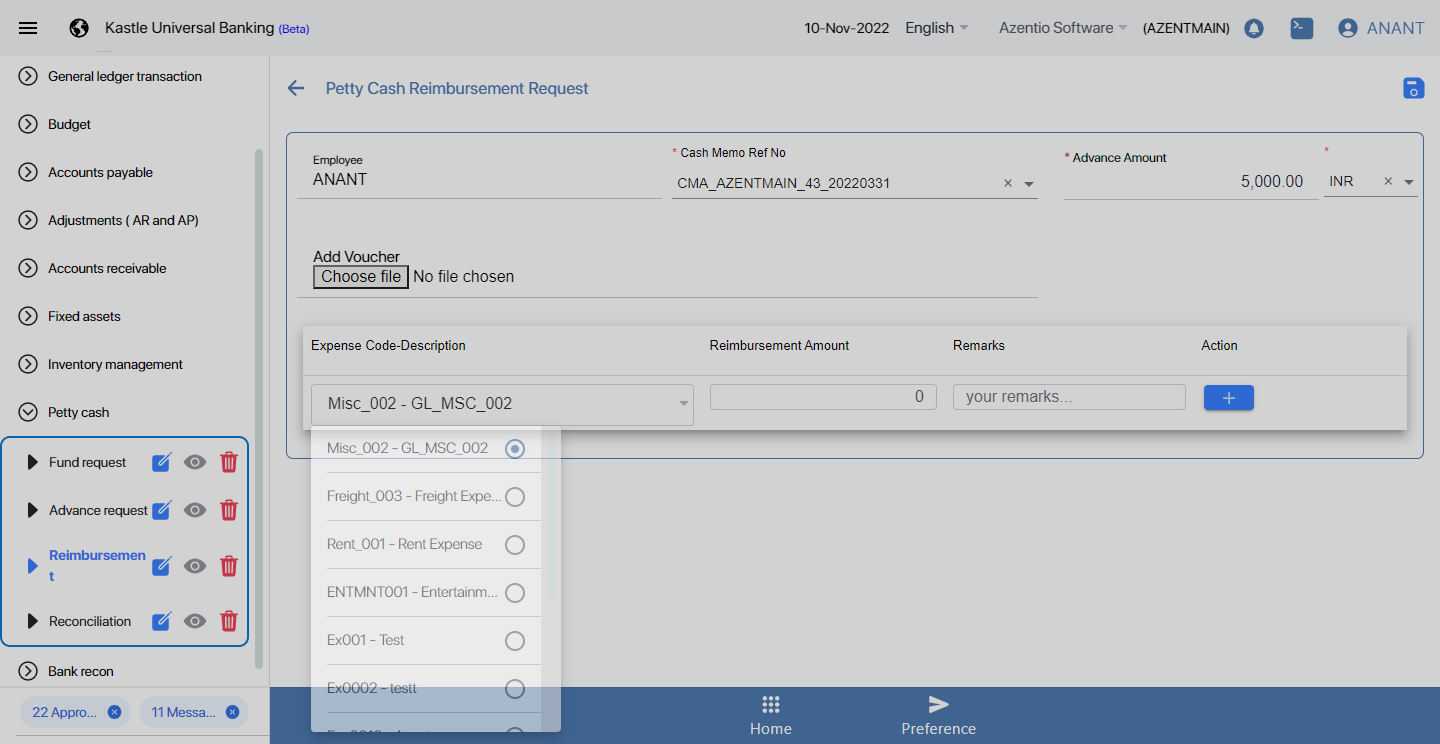 Kastle Universal Banking (Beta)
10-Nov-2022 English Azentio Software (AZENTMAIN) ANANT
General ledger transaction
Budget
Accounts payable
Adjustments ( AR and AP)
Accounts receivable
Fixed assets
Inventory management
Petty cash
Fund request
Advance request
Reimbursemen
t
Reconciliation
Bank recon
22 Appro...
11 Messa...
Petty Cash Reimbursement Request
Employee
ANANT
* Cash Memo Ref No
CMA_AZENTMAIN_43_20220331
* Advance Amount
5,000.00
*
INR
Add Voucher
Choose file No file chosen
Expense Code-Description Reimbursement Amount Remarks Action
Misc_002 - GL_MSC_002 0 your remarks... +
Misc_002 - GL_MSC_002
Freight_003 - Freight Expe...
Rent_001 - Rent Expense
ENTMNT001 - Entertainm...
Ex001 - Test
Ex0002 - testt
Home
Preference